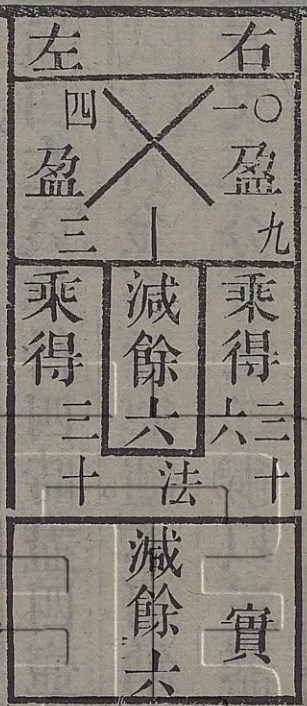 右
左
一〇
盈
九
四
盈
三
乘得三十六
減餘六
法
乘得三十
實
減餘六